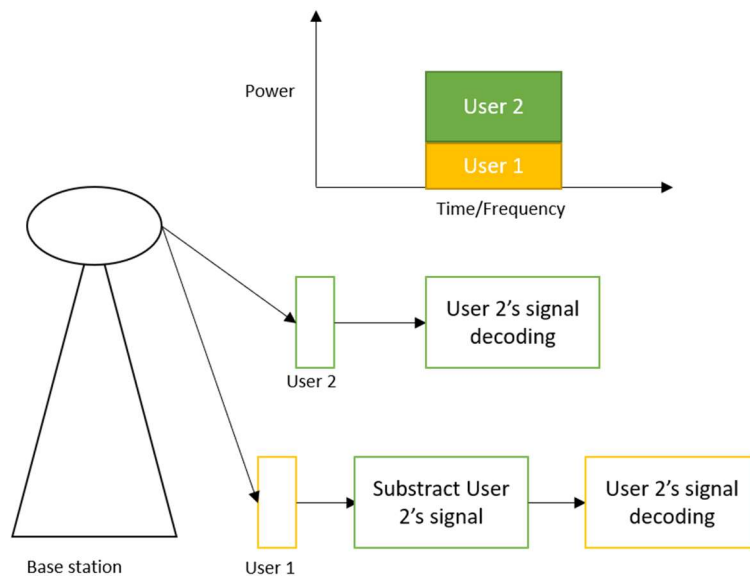 Power
User 2
User 1
Time/Frequency
User 2's signal
decoding
User 2
Substract User
2's signal
User 2's signal
decoding
User 1
Base station